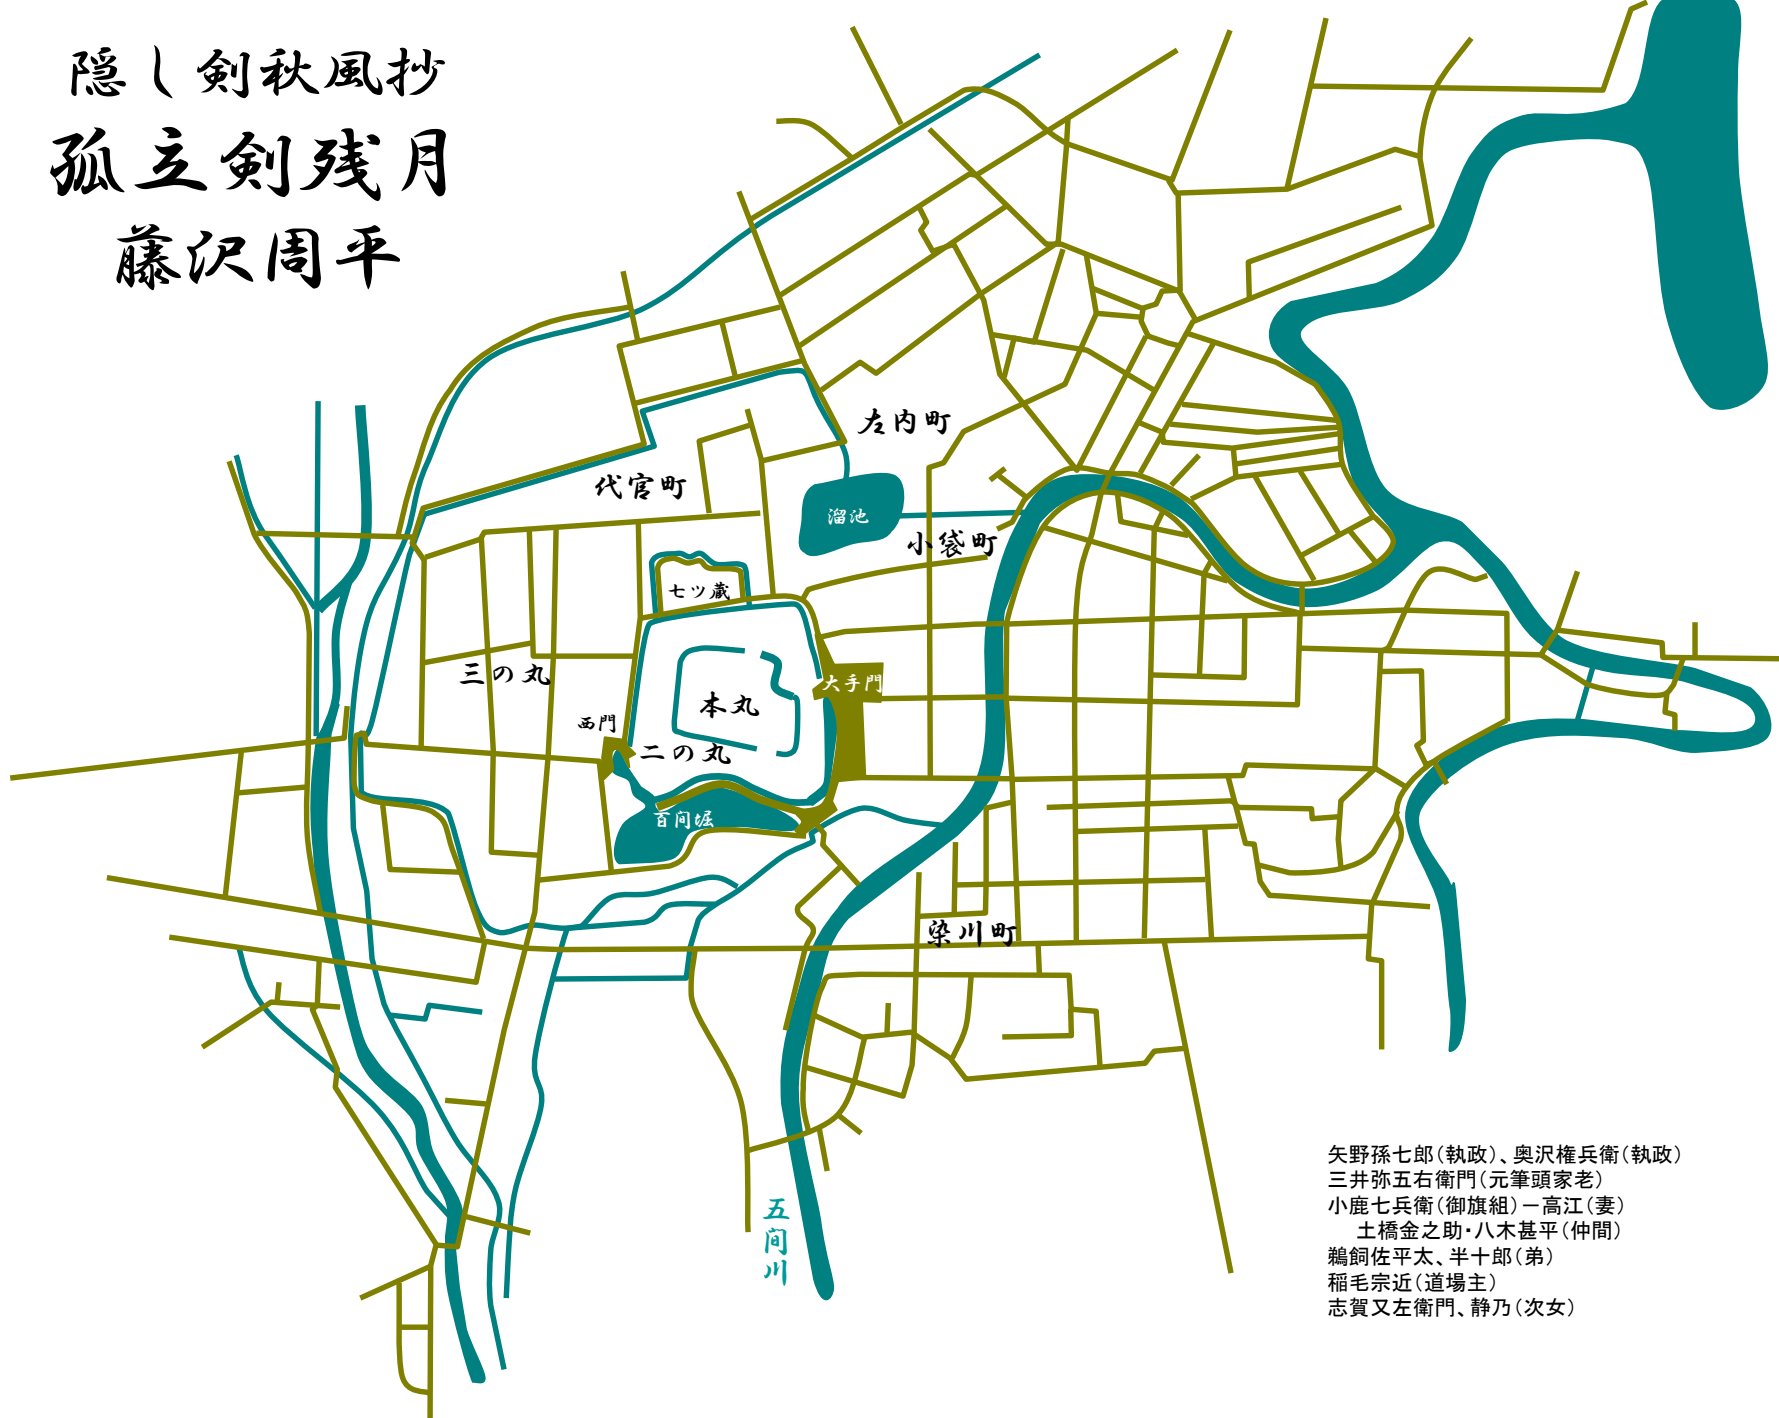 隠し剣秋風抄
孤立剣残月
藤沢周平
左内町
代官町
溜池
小袋町
七ツ蔵
三の丸
大手門
本丸
西門
二の丸
百间堀
染川町
五间川
矢野孫七郎（執政）、奥沢権兵衛（執政）
三井弥五右衛門（元筆頭家老）
小鹿七兵衛（御旗組）－高江（妻）
土橋金之助・八木甚平（仲間）
鵜飼佐平太、半十郎（弟）
稲毛宗近（道場主）
志賀又左衛門、静乃（次女）